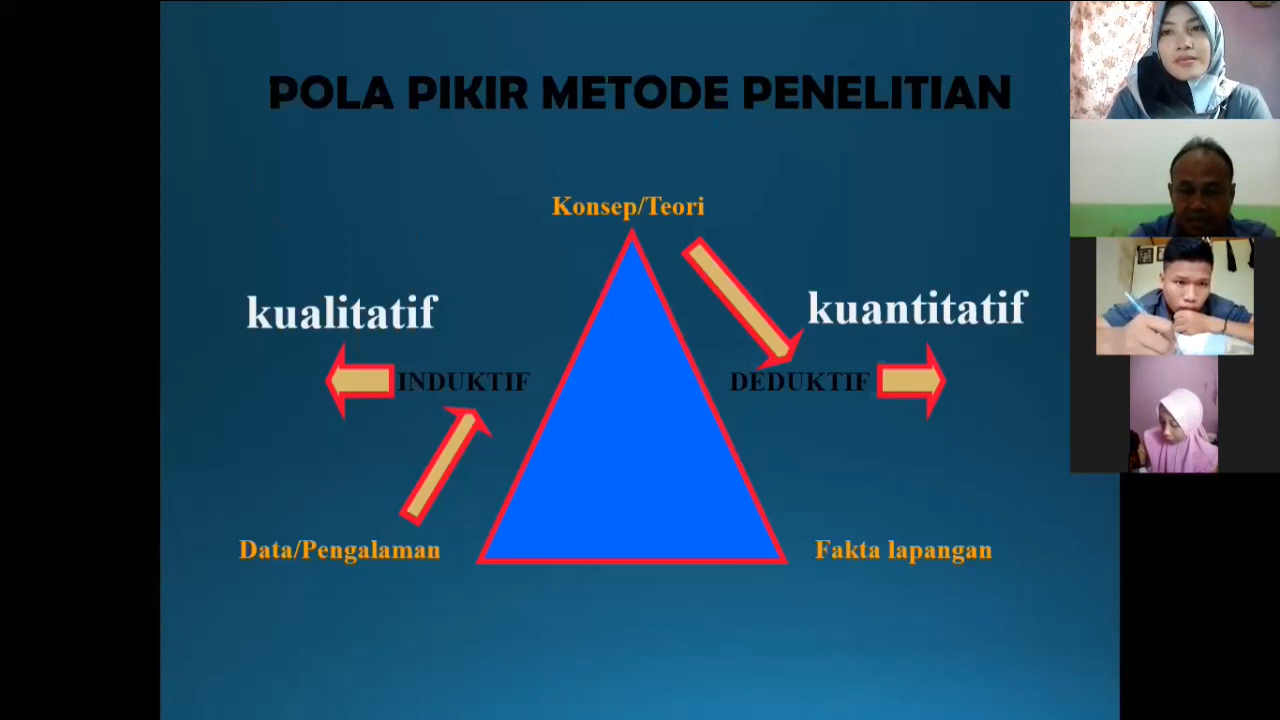 POLA PIKIR METODE PENELITIAN
Konsep/Teori
kualitatif
kuantitatif
INDUKTIF
DEDUKTIF
Data/Pengalaman
Fakta lapangan